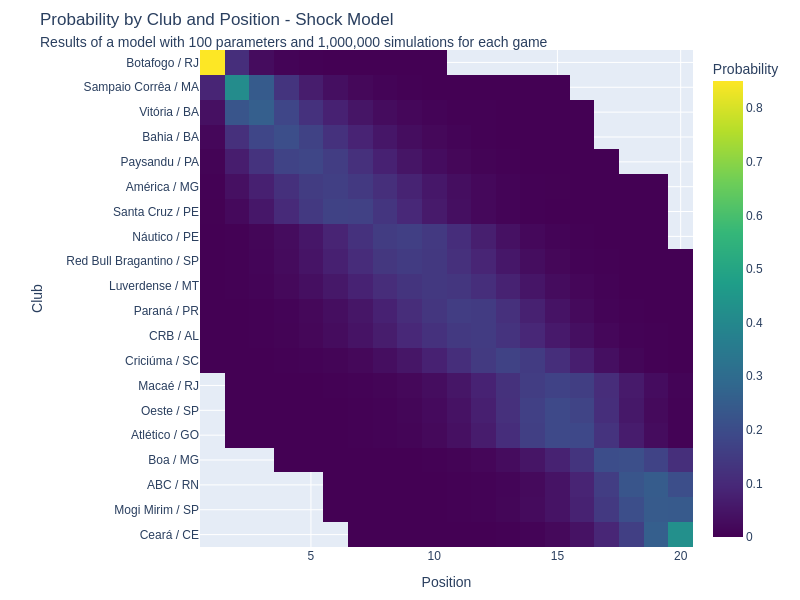 Probability by Club and Position - Shock Model
Results of a model with 100 parameters and 1,000,000 simulations for each game
Probability
0.8
0.7
0.6
0.5
0.4
0.3
0.2
0.1
0
Club
Botafogo / RJ
Sampaio Corrêa / MA
Vitória / BA
Bahia / BA
Paysandu / PA
América / MG
Santa Cruz / PE
Náutico / PE
Red Bull Bragantino / SP
Luverdense / MT
Paraná / PR
CRB / AL
Criciúma / SC
Macaé / RJ
Oeste / SP
Atlético / GO
Boa / MG
ABC / RN
Mogi Mirim / SP
Ceará / CE
5
10
15
20
Position